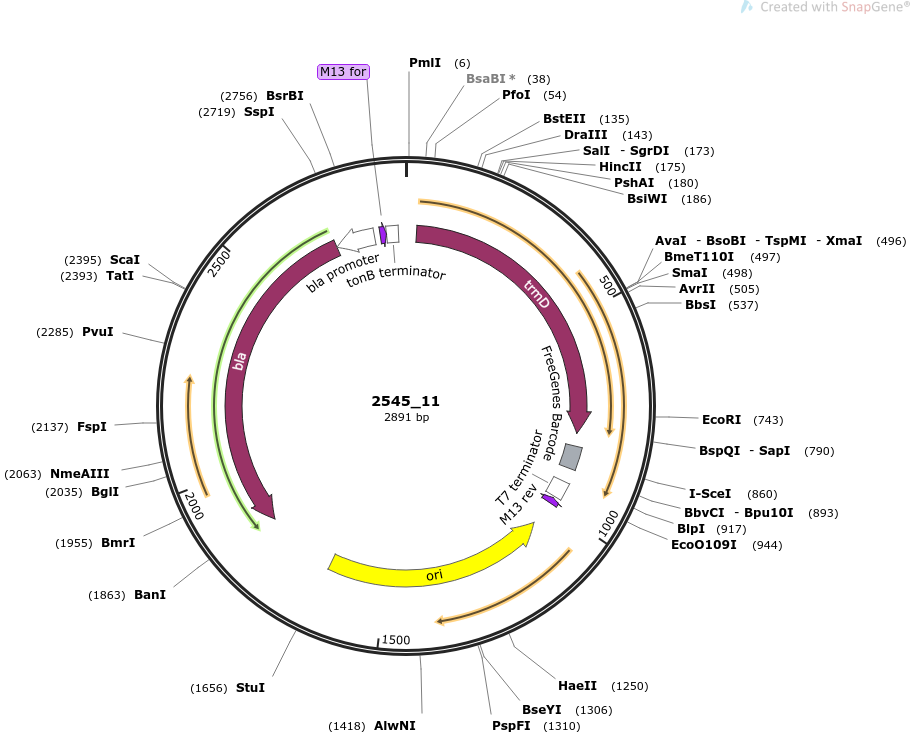 Created with SnapGene®
M13 for
PmlI (6)
BsaBI * (38)
PfoI (54)
BstEII (135)
DraIII (143)
SalI - SgrDI (173)
HincII (175)
PshAI (180)
BsiWI (186)
AvaI - BsoBI - TspMI - XmaI (496)
BmeT110I (497)
SmaI (498)
AvrII (505)
BbsI (537)
EcoRI (743)
BspQI - SapI (790)
I-SceI (860)
BbvCI - Bpu10I (893)
BlpI (917)
EcoO109I (944)
HaeII (1250)
BseYI (1306)
PspFI (1310)
(1418) AlwNI
(1656) StuI
(1863) BanI
(1955) BmrI
(2035) BglI
(2063) NmeAIII
(2137) FspI
(2285) PvuI
(2393) TatI
(2395) ScaI
(2719) SspI
(2756) BsrBI
500
1000
1500
2000
2500
bla promoter
tonB terminator
trmD
FreeGenes Barcode
T7 terminator
M13 rev
ori
bla
2545_11
2891 bp